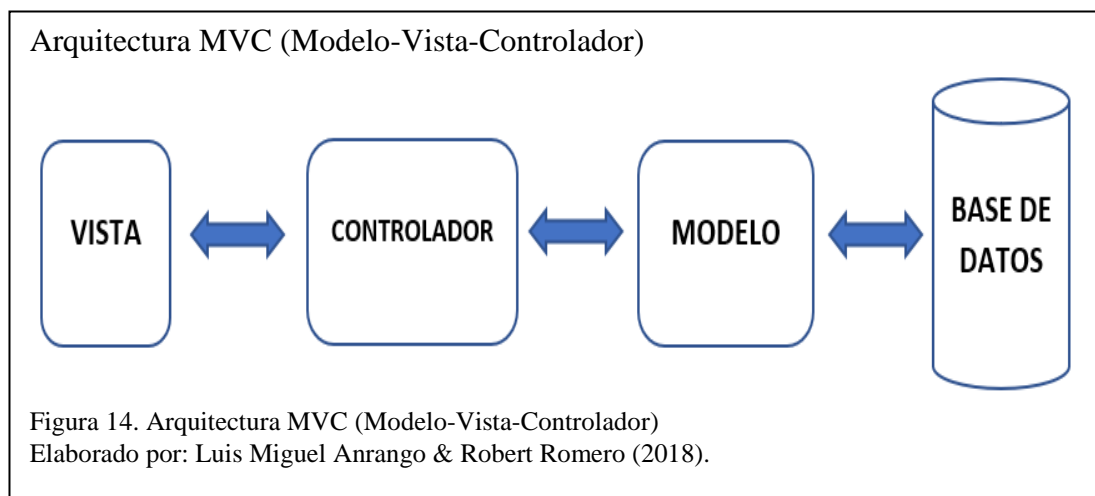 Arquitectura MVC (Modelo-Vista-Controlador)
VISTA
CONTROLADOR
MODELO
BASE DE
DATOS
Figura 14. Arquitectura MVC (Modelo-Vista-Controlador)
Elaborado por: Luis Miguel Anrango & Robert Romero (2018).